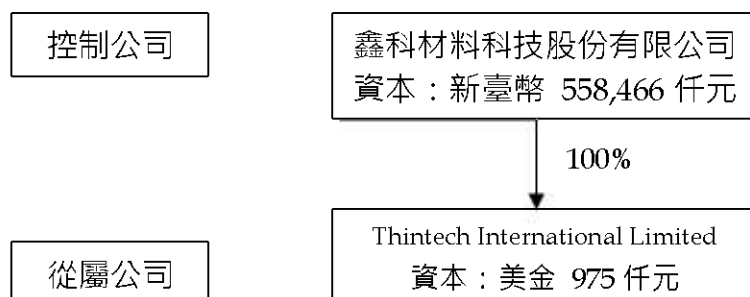 控制公司
鑫科材料科技股份有限公司
資本：新臺幣 558,466 仟元
100%
Thintech International Limited
從屬公司
資本：美金 975 仟元